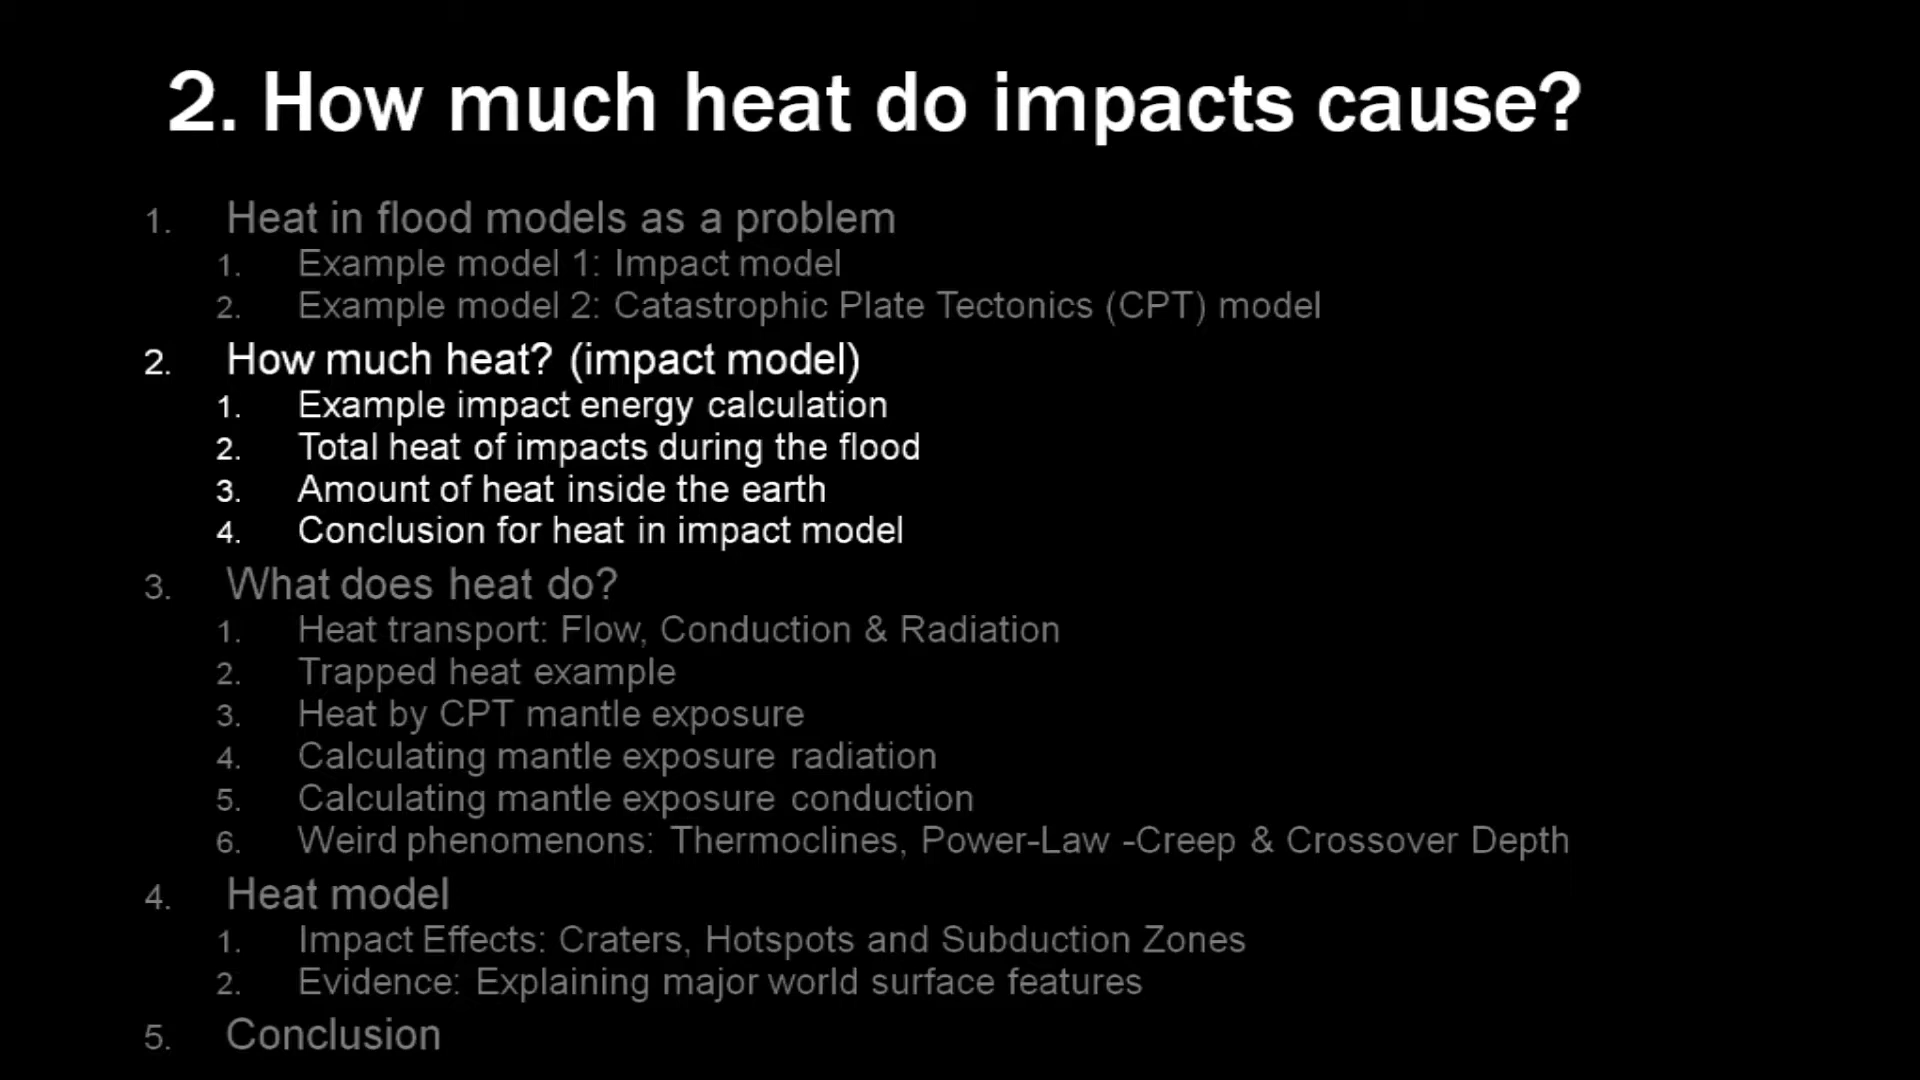 2. How much heat do impacts cause?
1. Heat in flood models as a problem
1. Example model 1: Impact model
2. Example model 2: Catastrophic Plate Tectonics (CPT) model
2. How much heat? (impact model)
1. Example impact energy calculation
2. Total heat of impacts during the flood
3. Amount of heat inside the earth
4. Conclusion for heat in impact model
3. What does heat do?
1. Heat transport: Flow, Conduction & Radiation
2. Trapped heat example
3. Heat by CPT mantle exposure
4. Calculating mantle exposure radiation
5. Calculating mantle exposure conduction
6. Weird phenomenons: Thermoclines, Power-Law -Creep & Crossover Depth
4. Heat model
1. Impact Effects: Craters, Hotspots and Subduction Zones
2. Evidence: Explaining major world surface features
5. Conclusion